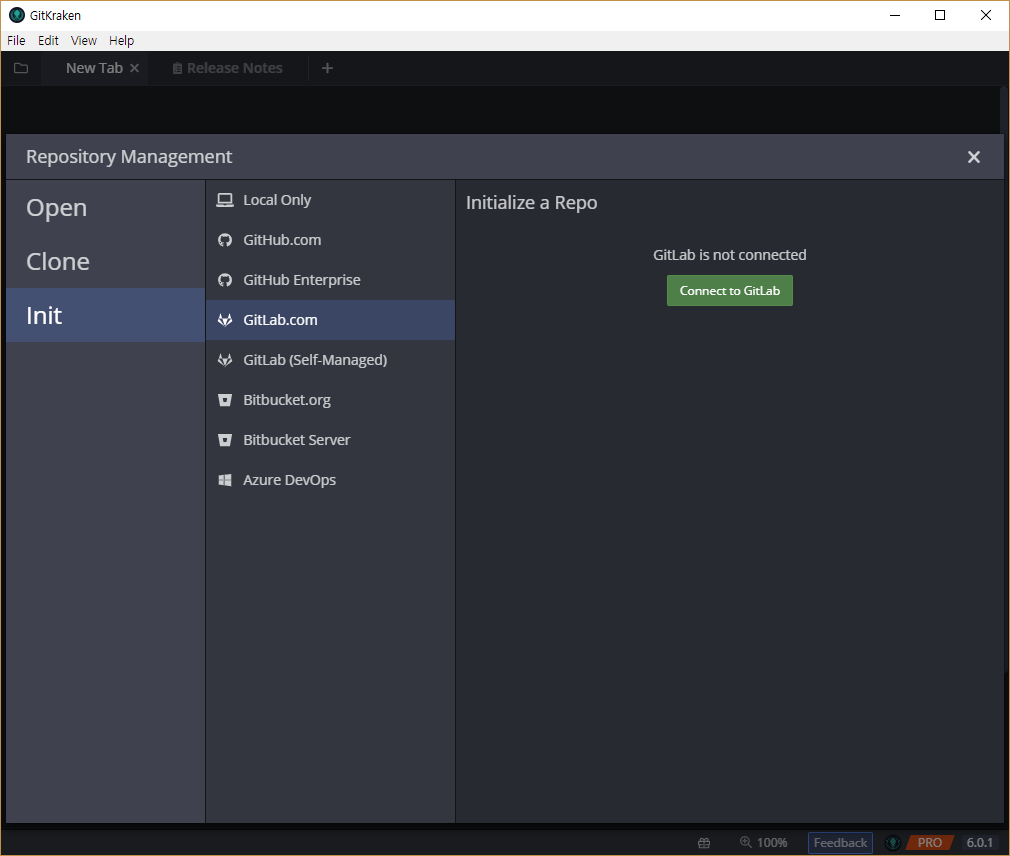 GitKraken
File Edit View Help
New Tab Release Notes
Repository Management
Open
Clone
Init
Local Only
GitHub.com
GitHub Enterprise
GitLab.com
GitLab (Self-Managed)
Bitbucket.org
Bitbucket Server
Azure DevOps
Initialize a Repo
GitLab is not connected
Connect to GitLab
100% Feedback PRO 6.0.1